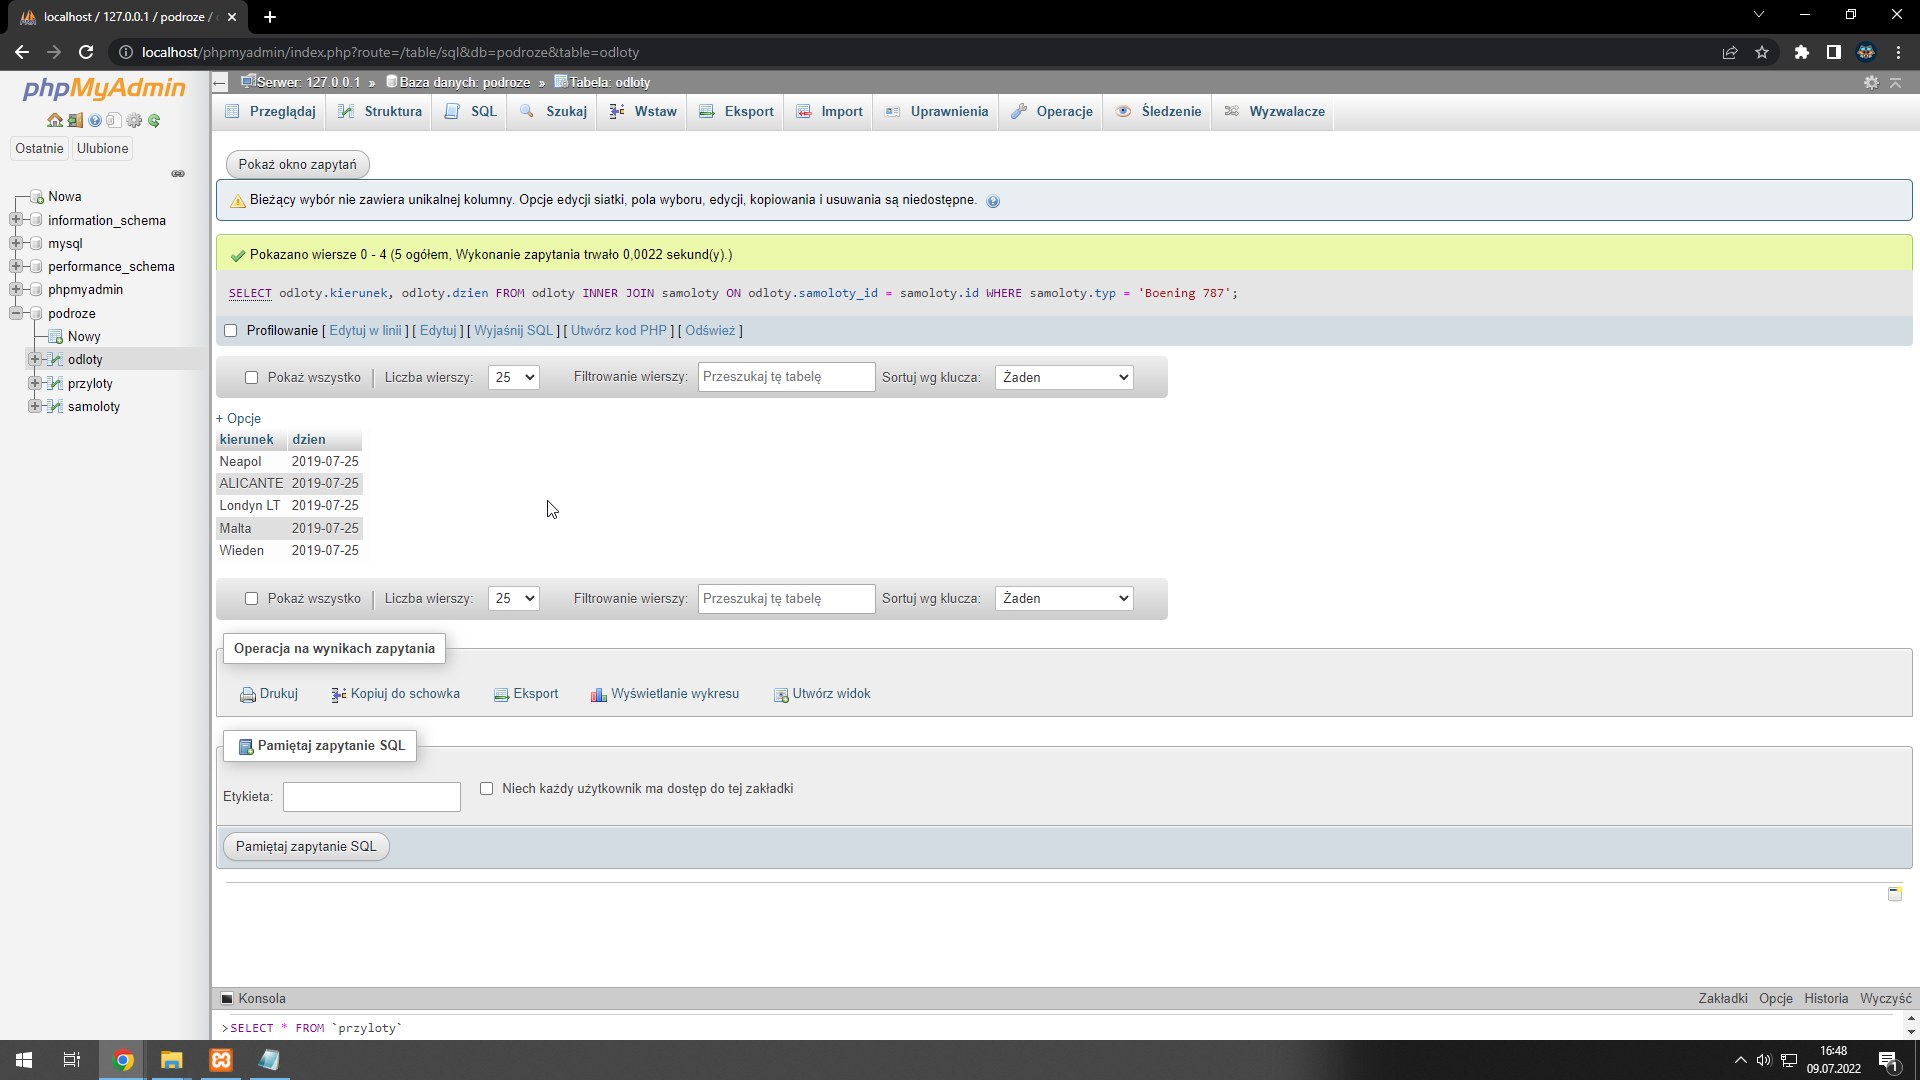 localhost / 127.0.0.1 / podroze /
localhost/phpmyadmin/index.php?route=/table/sql&db=podroze&table=odloty
phpMyAdmin
Ostatnie
Ulubione
Nowa
information_schema
mysql
performance_schema
phpmyadmin
podroze
Nowy
odloty
przyloty
samoloty
Serwer: 127.0.0.1 » Baza danych: podroze » Tabela: odloty
Przeglądaj Struktura SQL Szukaj Wstaw Eksport Import Uprawnienia Operacje Śledzenie Wyzwalacze
Pokaż okno zapytań
Bieżący wybór nie zawiera unikalnej kolumny. Opcje edycji siatki, pola wyboru, edycji, kopiowania i usuwania są niedostępne.
Pokazano wiersze 0 - 4 (5 ogółem, Wykonanie zapytania trwało 0,0022 sekund(y).)
SELECT odloty.kierunek, odloty.dzien FROM odloty INNER JOIN samoloty ON odloty.samoloty_id = samoloty.id WHERE samoloty.typ = 'Boening 787';
Profilowanie [ Edytuj w linii ] [ Edytuj ] [ Wyjaśnij SQL ] [ Utwórz kod PHP ] [ Odśwież ]
Pokaż wszystko | Liczba wierszy: 25 Filtrowanie wierszy: Przeszukaj tę tabelę Sortuj wg klucza: Żaden
+ Opcje
kierunek dzien
Neapol 2019-07-25
ALICANTE 2019-07-25
Londyn LT 2019-07-25
Malta 2019-07-25
Wieden 2019-07-25
Pokaż wszystko | Liczba wierszy: 25 Filtrowanie wierszy: Przeszukaj tę tabelę Sortuj wg klucza: Żaden
Operacja na wynikach zapytania
Drukuj Kopiuj do schowka Eksport Wyświetlanie wykresu Utwórz widok
Pamiętaj zapytanie SQL
Etykieta: Niech każdy użytkownik ma dostęp do tej zakładki
Pamiętaj zapytanie SQL
Konsola Zakładki Opcje Historia Wyczyść
>SELECT * FROM `przyloty`
16:48
09.07.2022
1